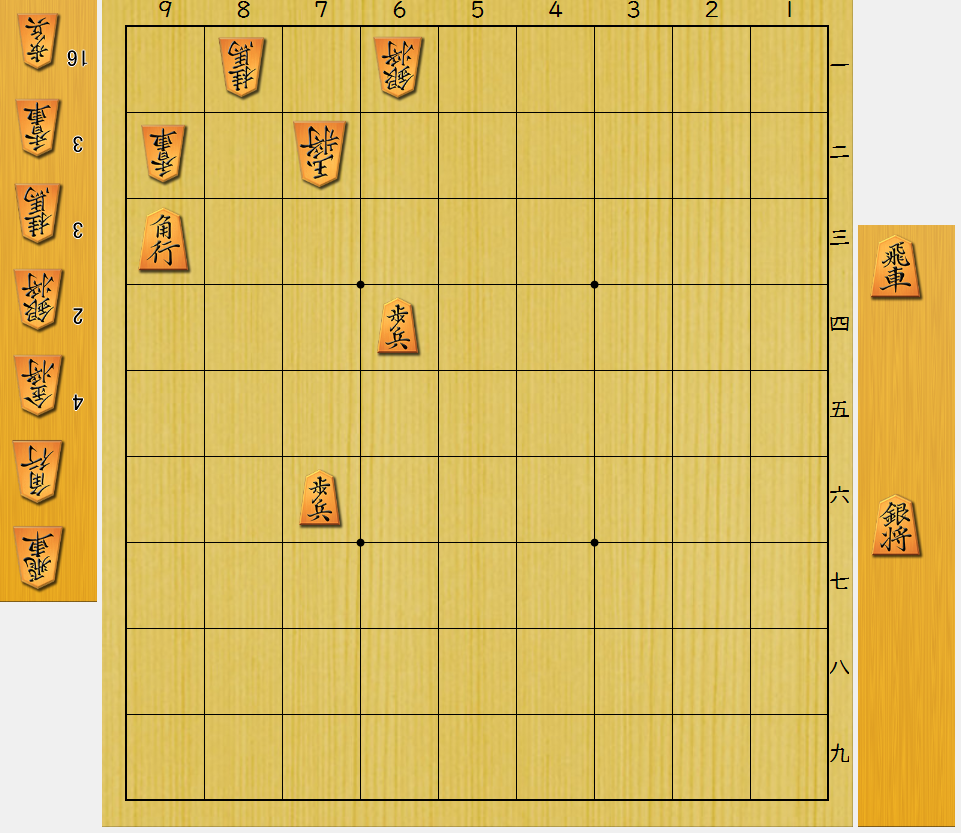 9 8 7 6 5 4 3 2 1
桂馬 銀将 一
香車 玉将 二
角行 三
歩兵 四
五
歩兵 六
七
八
九
歩兵 16
香車 3
桂馬 3
銀将 2
金将 4
角行
飛車
飛車
銀将